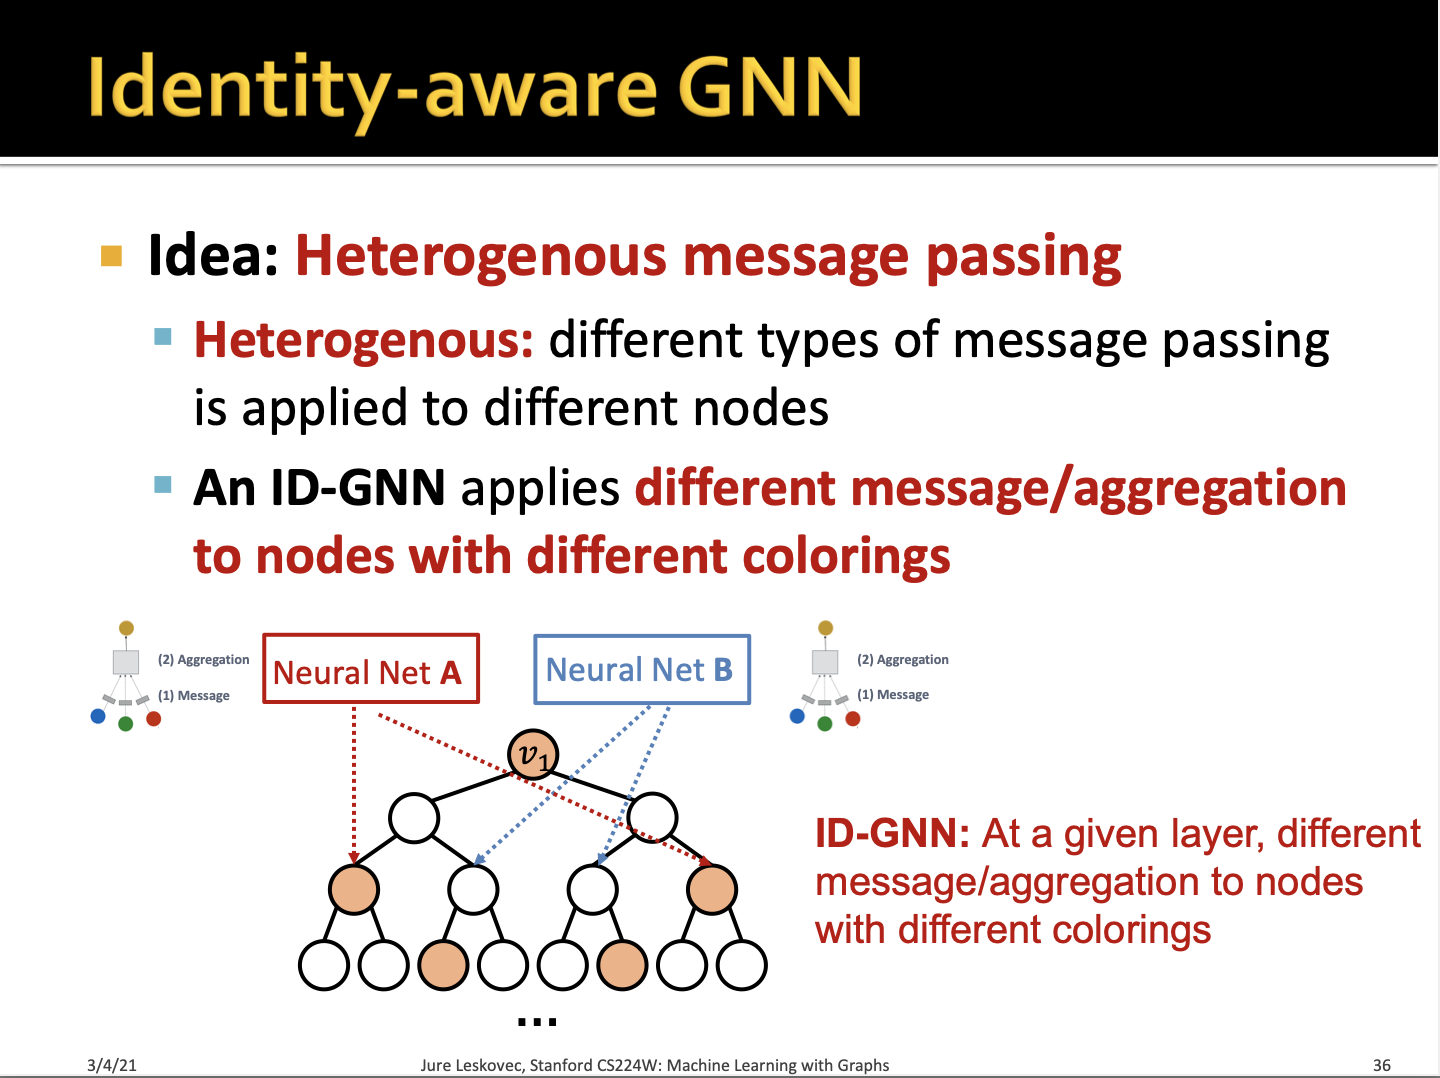 Identity-aware GNN
Idea: Heterogenous message passing
Heterogenous: different types of message passing
is applied to different nodes
An ID-GNN applies different message/aggregation
to nodes with different colorings
(2) Aggregation
(1) Message
Neural Net A
Neural Net B
(2) Aggregation
(1) Message
v₁
ID-GNN: At a given layer, different
message/aggregation to nodes
with different colorings
...
3/4/21
Jure Leskovec, Stanford CS224W: Machine Learning with Graphs
36